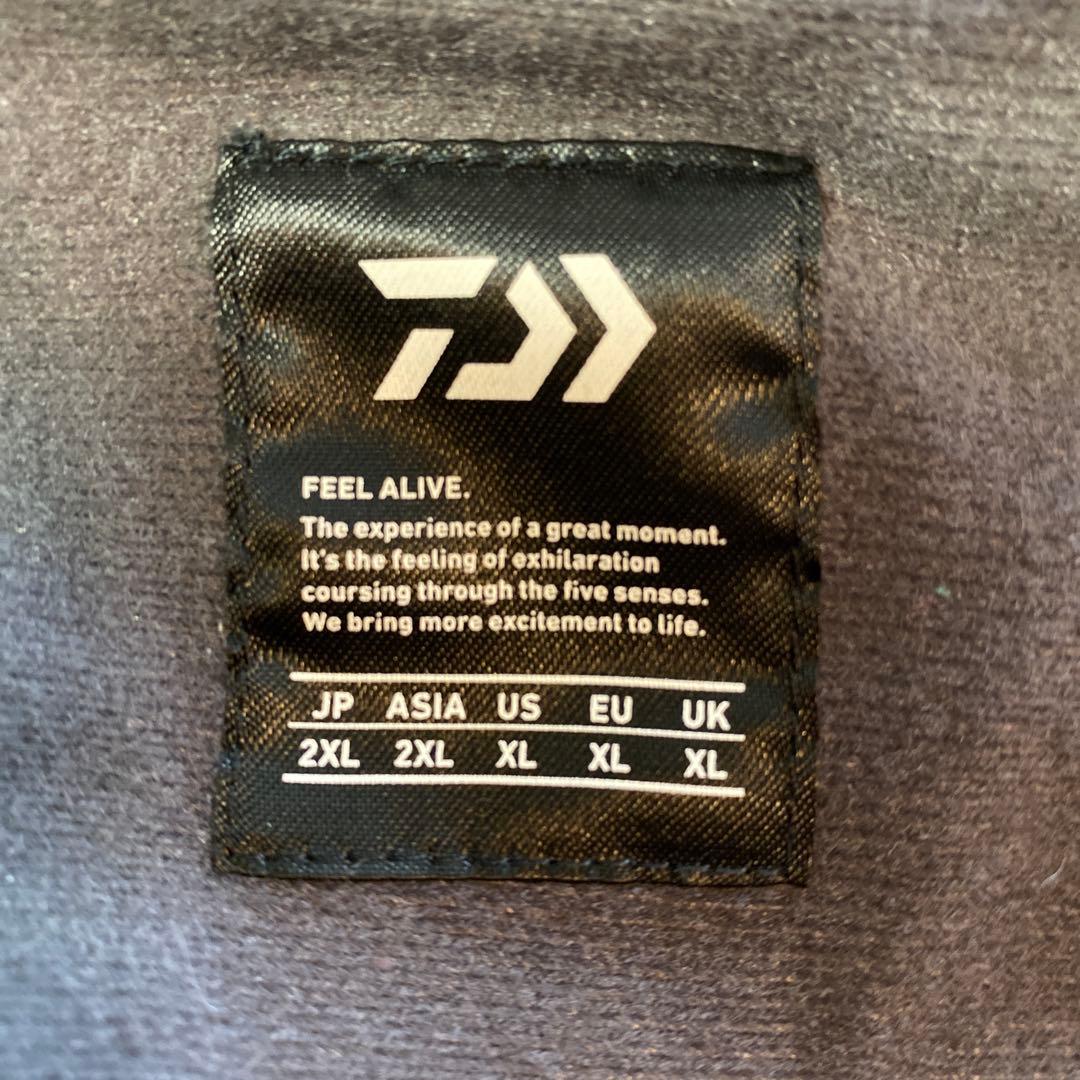 FEEL ALIVE.
The experience of a great moment.
It's the feeling of exhilaration
coursing through the five senses.
We bring more excitement to life.
JP ASIA US EU UK
2XL 2XL XL XL XL